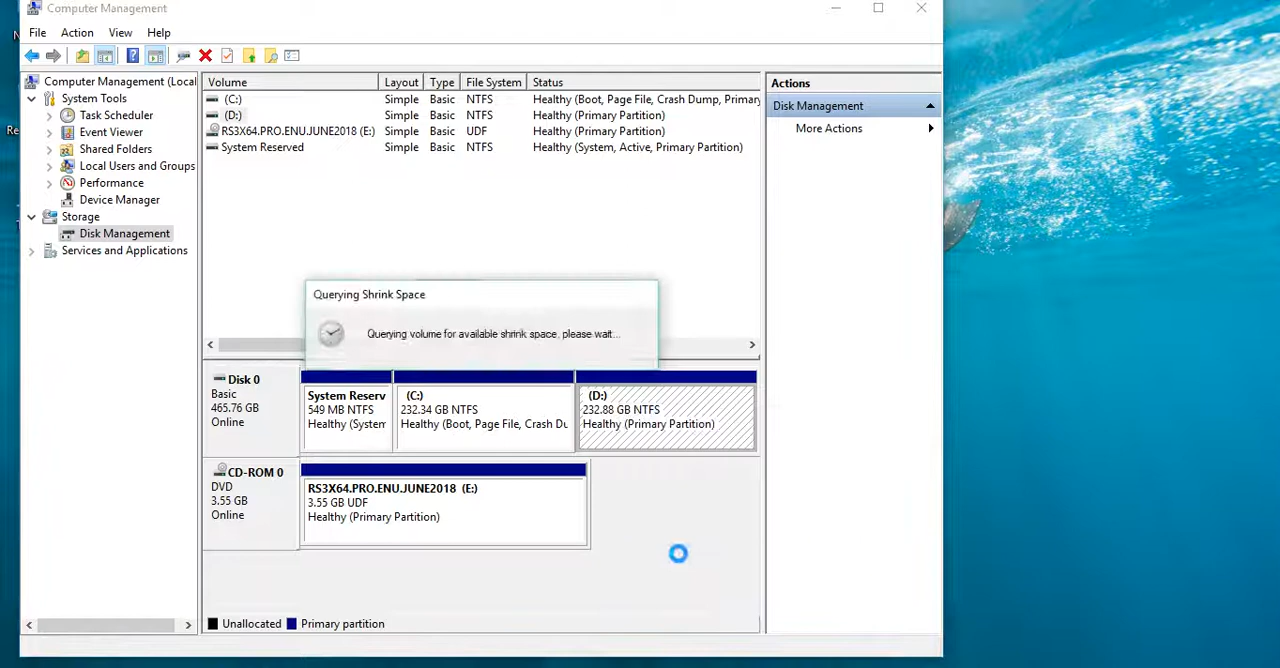 Computer Management
File Action View Help
Computer Management (Local
System Tools
Task Scheduler
Event Viewer
Shared Folders
Local Users and Groups
Performance
Device Manager
Storage
Disk Management
Services and Applications
Volume Layout Type File System Status
(C:) Simple Basic NTFS Healthy (Boot, Page File, Crash Dump, Primary
(D:) Simple Basic NTFS Healthy (Primary Partition)
RS3X64.PRO.ENU.JUNE2018 (E:) Simple Basic UDF Healthy (Primary Partition)
System Reserved Simple Basic NTFS Healthy (System, Active, Primary Partition)
Actions
Disk Management
More Actions
Querying Shrink Space
Querying volume for available shrink space, please wait...
Disk 0
Basic
465.76 GB
Online
System Reserv
549 MB NTFS
Healthy (System
(C:)
232.34 GB NTFS
Healthy (Boot, Page File, Crash Du
(D:)
232.88 GB NTFS
Healthy (Primary Partition)
CD-ROM 0
DVD
3.55 GB
Online
RS3X64.PRO.ENU.JUNE2018 (E:)
3.55 GB UDF
Healthy (Primary Partition)
Unallocated Primary partition